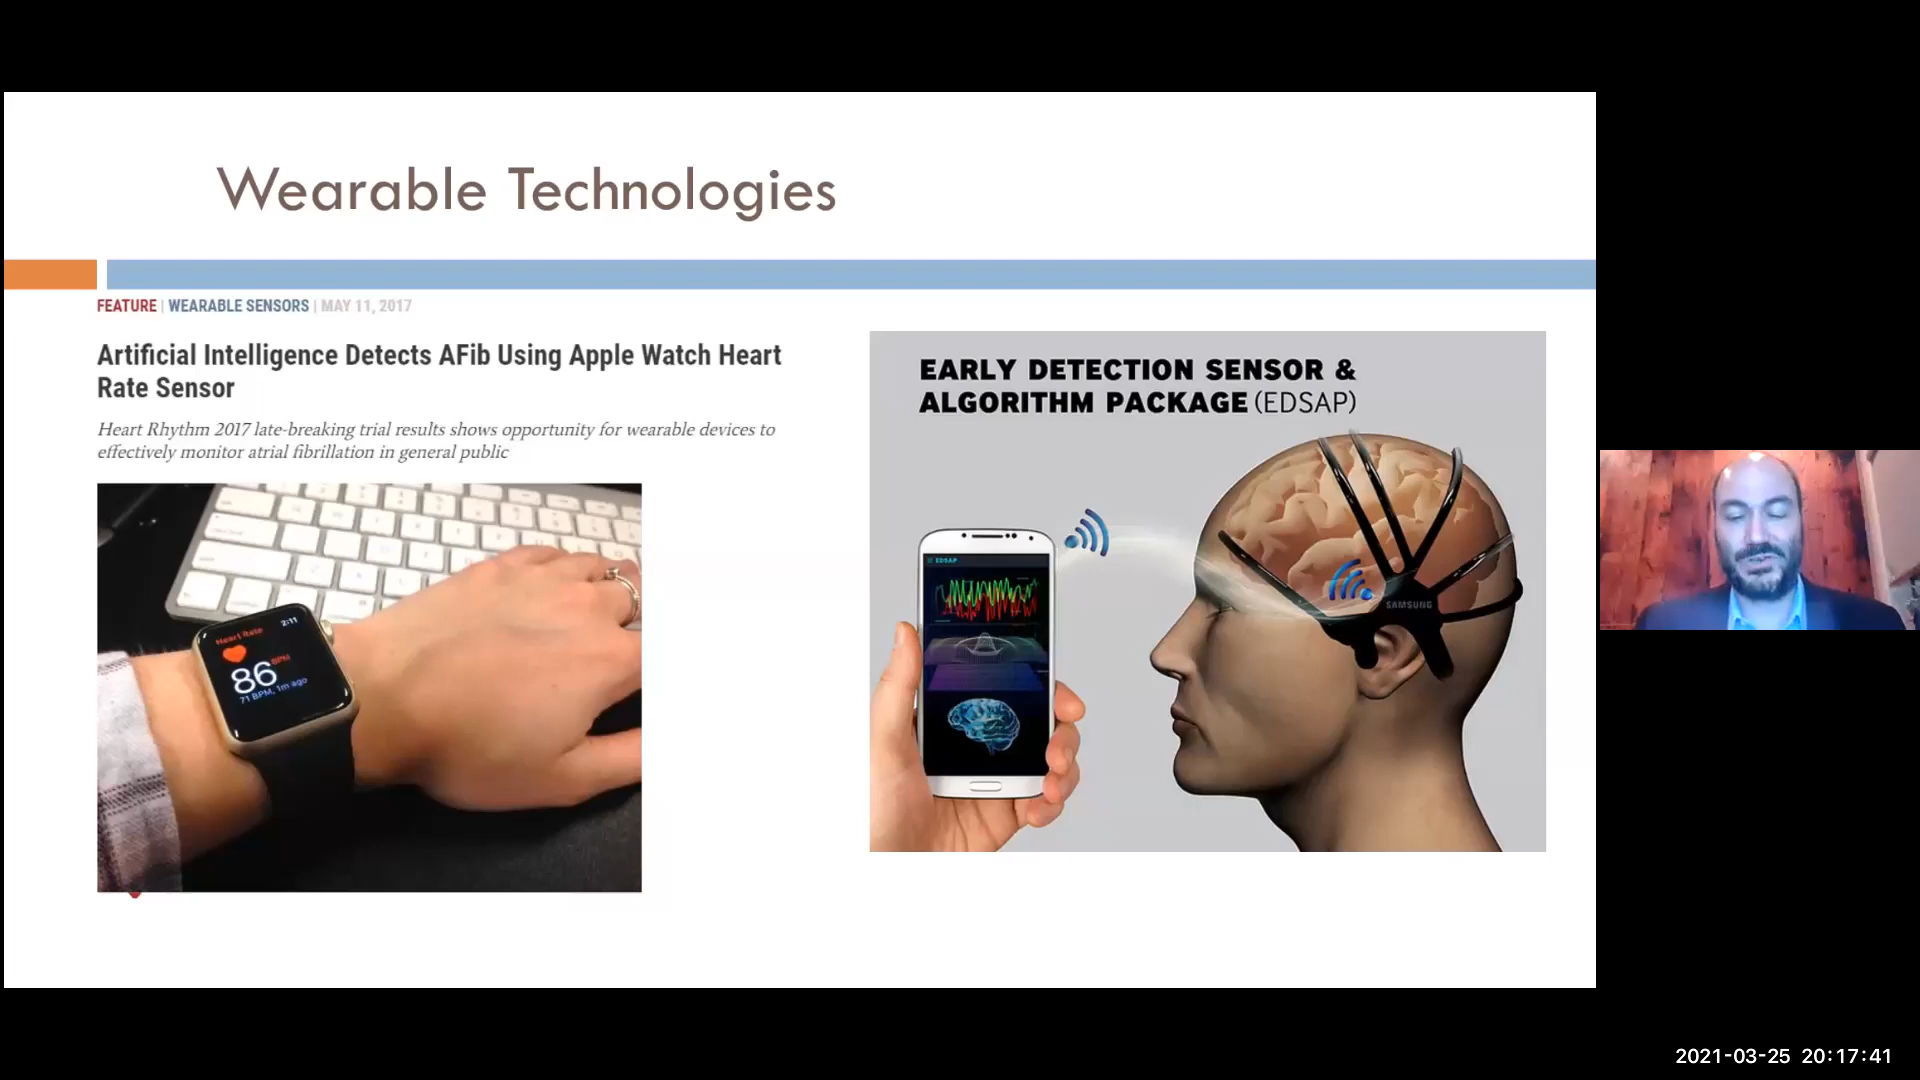 Wearable Technologies
FEATURE | WEARABLE SENSORS | MAY 11, 2017
Artificial Intelligence Detects AFib Using Apple Watch Heart
Rate Sensor
Heart Rhythm 2017 late-breaking trial results shows opportunity for wearable devices to
effectively monitor atrial fibrillation in general public
2:11
Heart Rate
86 BPM
71 BPM, 1m ago
EARLY DETECTION SENSOR &
ALGORITHM PACKAGE (EDSAP)
EDSAP
SAMSUNG
2021-03-25 20:17:41